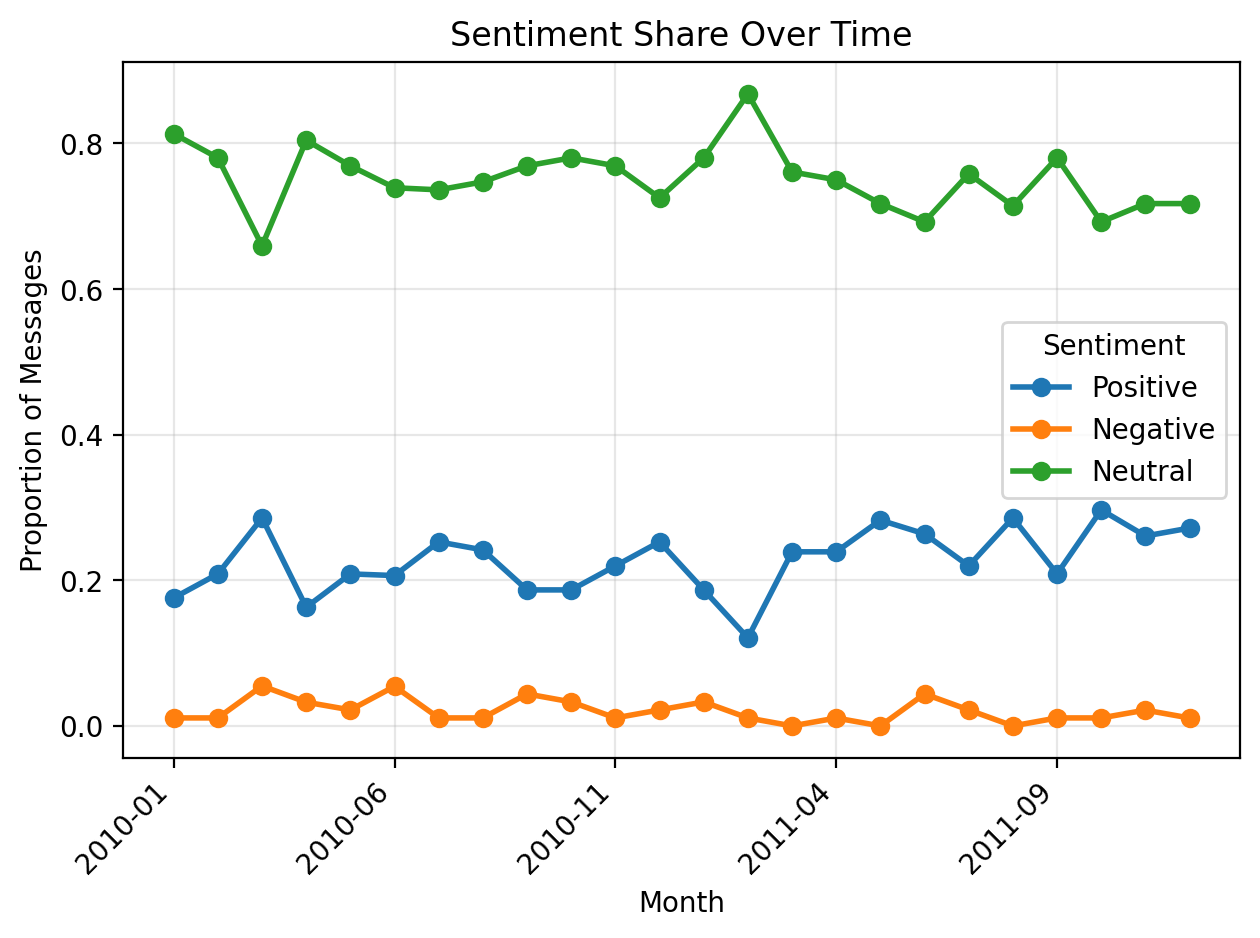 Sentiment Share Over Time
0.8
0.6
0.4
0.2
0.0
Proportion of Messages
Sentiment
Positive
Negative
Neutral
2010-01
2010-06
2010-11
2011-04
2011-09
Month